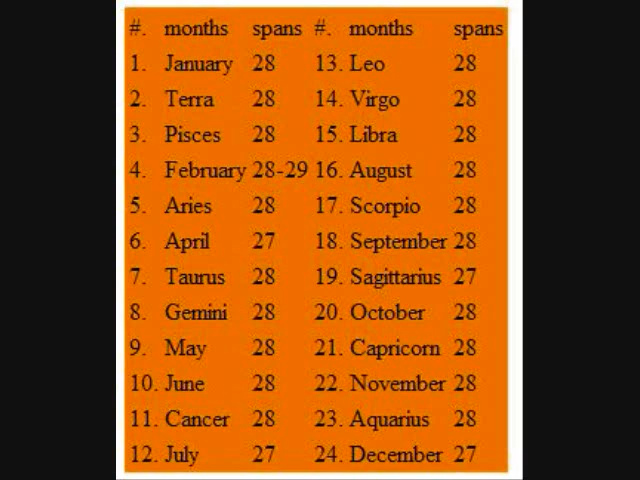 #. months spans #. months spans
1. January 28 13. Leo 28
2. Terra 28 14. Virgo 28
3. Pisces 28 15. Libra 28
4. February 28-29 16. August 28
5. Aries 28 17. Scorpio 28
6. April 27 18. September 28
7. Taurus 28 19. Sagittarius 27
8. Gemini 28 20. October 28
9. May 28 21. Capricorn 28
10. June 28 22. November 28
11. Cancer 28 23. Aquarius 28
12. July 27 24. December 27